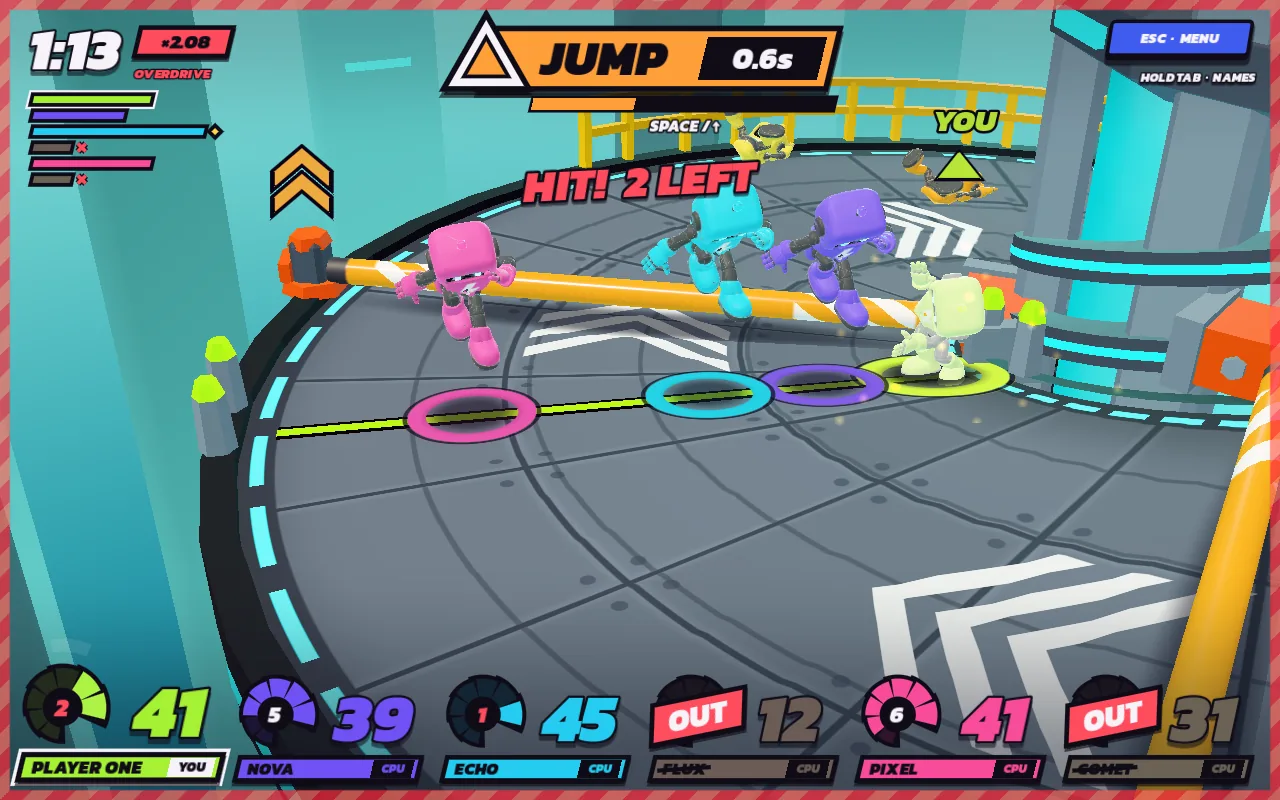 1:13
×2.08
OVERDRIVE
JUMP
0.6s
SPACE/↑
ESC · MENU
HOLD TAB · NAMES
YOU
HIT! 2 LEFT
2
41
PLAYER ONE
YOU
5
39
NOVA
CPU
1
45
ECHO
CPU
OUT
12
FLUX
CPU
6
41
PIXEL
CPU
OUT
31
COMET
CPU